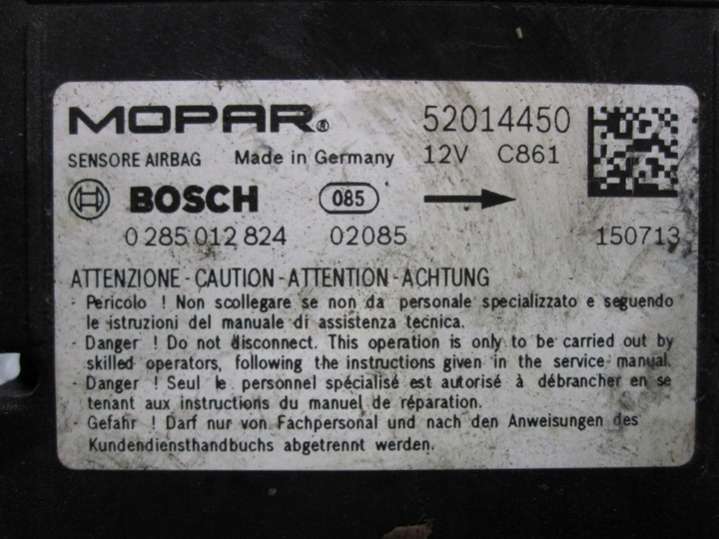 MOPAR® 52014450
SENSORE AIRBAG Made in Germany 12V C861
BOSCH 085
0 285 012 824 02085 150713
ATTENZIONE - CAUTION - ATTENTION - ACHTUNG
- Pericolo ! Non scollegare se non da personale specializzato e seguendo
le istruzioni del manuale di assistenza tecnica.
- Danger ! Do not disconnect. This operation is only to be carried out by
skilled operators, following the instructions given in the service manual.
- Danger ! Seul le personnel spécialisé est autorisé à débrancher en se
tenant aux instructions du manuel de réparation.
- Gefahr ! Darf nur von Fachpersonal und nach den Anweisungen des
Kundendiensthandbuchs abgetrennt werden.